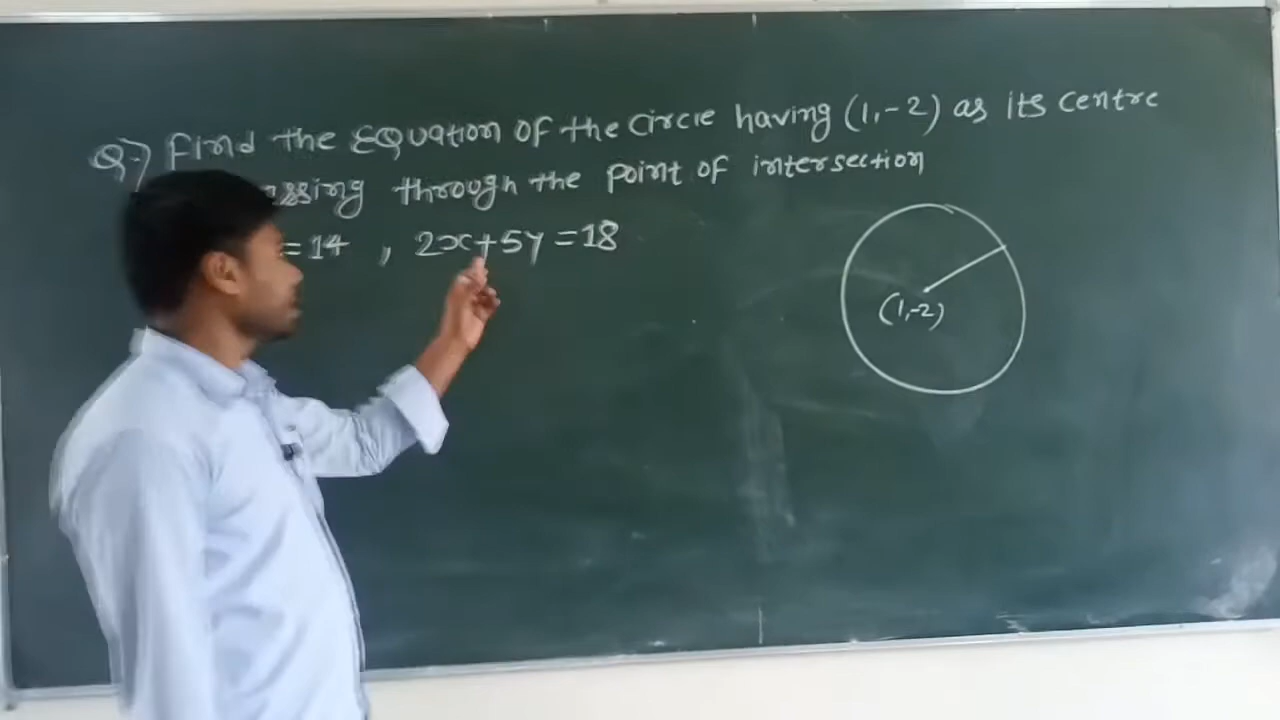 Q-) Find the Equation of the circle having (1,-2) as its centre
ssing through the point of intersection
=14 , 2x+5y=18
(1,-2)